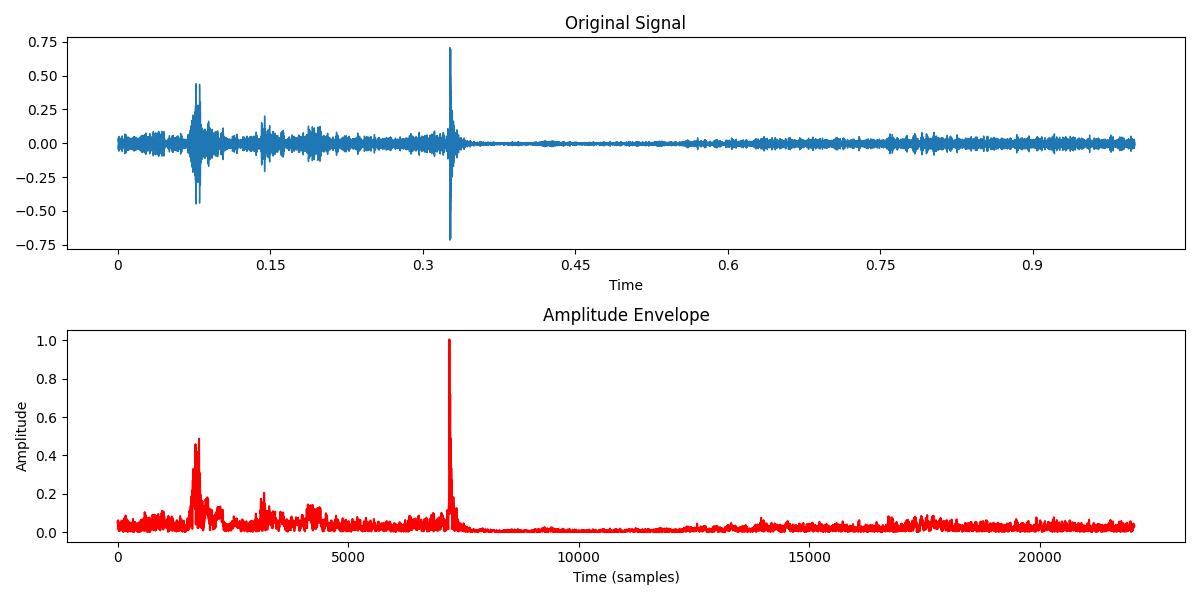 Original Signal
0.75
0.50
0.25
0.00
−0.25
−0.50
−0.75
0 0.15 0.3 0.45 0.6 0.75 0.9
Time
Amplitude Envelope
1.0
0.8
0.6
0.4
0.2
0.0
Amplitude
0 5000 10000 15000 20000
Time (samples)